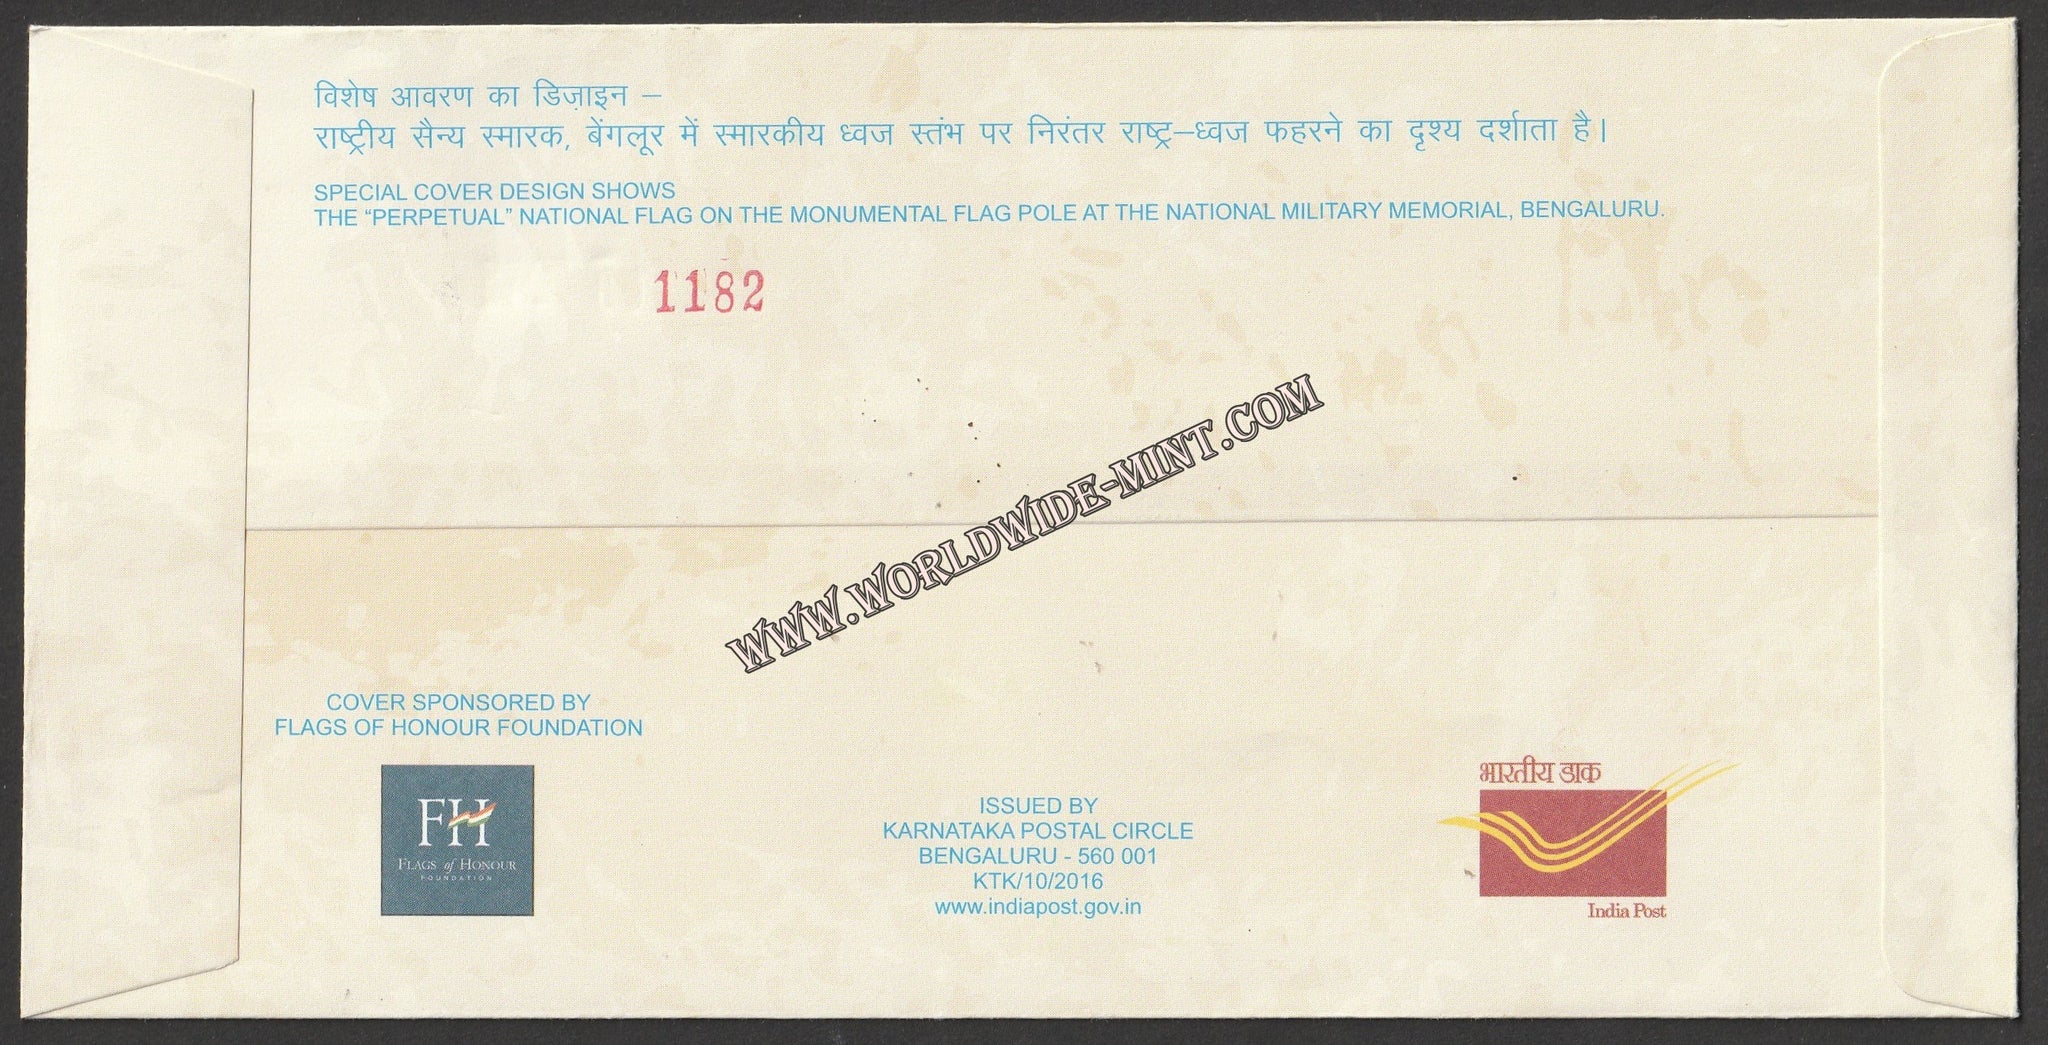 विशेष आवरण का डिज़ाइन –
राष्ट्रीय सैन्य स्मारक, बेंगलूर में स्मारकीय ध्वज स्तंभ पर निरंतर राष्ट्र–ध्वज फहरने का दृश्य दर्शाता है।
SPECIAL COVER DESIGN SHOWS
THE “PERPETUAL” NATIONAL FLAG ON THE MONUMENTAL FLAG POLE AT THE NATIONAL MILITARY MEMORIAL, BENGALURU.
1182
WWW.WORLDWIDE-MINT.COM
COVER SPONSORED BY
FLAGS OF HONOUR FOUNDATION
FH
FLAGS of HONOUR
FOUNDATION
ISSUED BY
KARNATAKA POSTAL CIRCLE
BENGALURU - 560 001
KTK/10/2016
www.indiapost.gov.in
भारतीय डाक
India Post